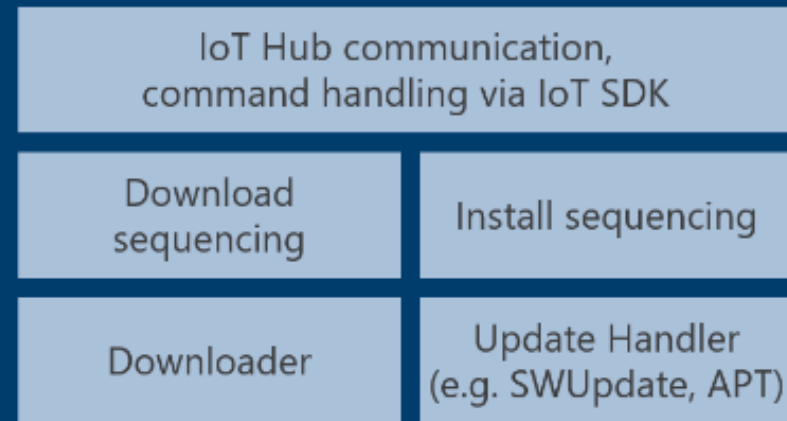 IoT Hub communication,
command handling via IoT SDK
Download
sequencing
Install sequencing
Downloader
Update Handler
(e.g. SWUpdate, APT)